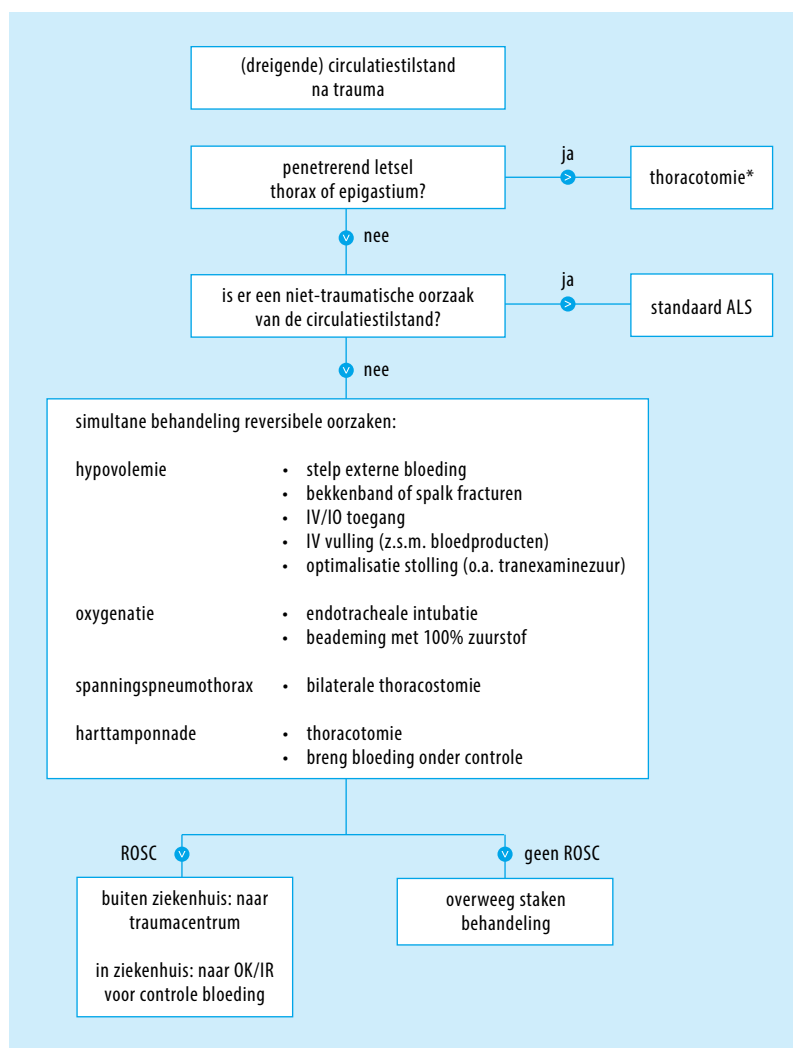 (dreigende) circulatiestilstand
na trauma
penetrerend letsel
thorax of epigastium?
ja
thoracotomie*
nee
is er een niet-traumatische oorzaak
van de circulatiestilstand?
ja
standaard ALS
nee
simultane behandeling reversibele oorzaken:
hypovolemie • stelp externe bloeding
• bekkenband of spalk fracturen
• IV/IO toegang
• IV vulling (z.s.m. bloedproducten)
• optimalisatie stolling (o.a. tranexaminezuur)
oxygenatie • endotracheale intubatie
• beademing met 100% zuurstof
spanningspneumothorax • bilaterale thoracostomie
harttamponnade • thoracotomie
• breng bloeding onder controle
ROSC
buiten ziekenhuis: naar
traumacentrum
in ziekenhuis: naar OK/IR
voor controle bloeding
geen ROSC
overweeg staken
behandeling